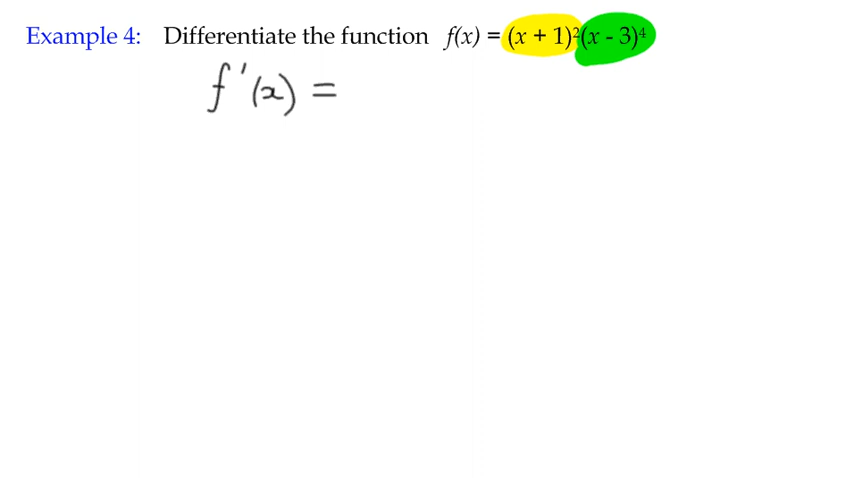 Example 4: Differentiate the function f(x) = (x + 1)²(x - 3)⁴
f'(x) =